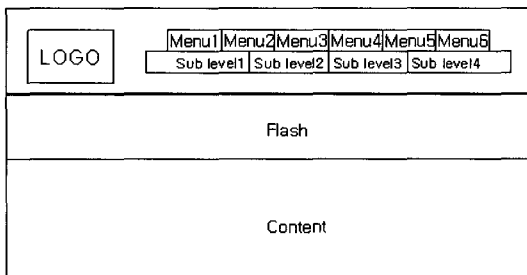 LOGO
Menu1 Menu2 Menu3 Menu4 Menu5 Menu6
Sub level1 Sub level2 Sub level3 Sub level4
Flash
Content